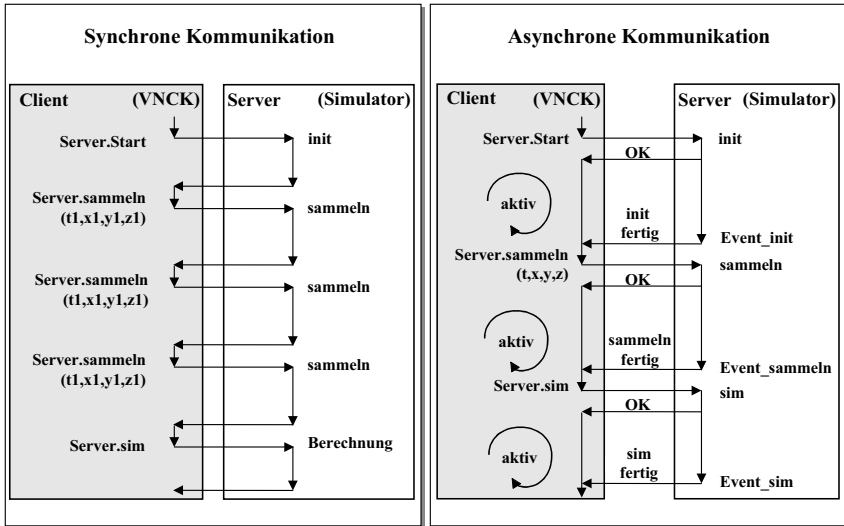 Synchrone Kommunikation
Client (VNCK)
Server (Simulator)
Server.Start
init
Server.sammeln
(t1,x1,y1,z1)
sammeln
Server.sammeln
(t1,x1,y1,z1)
sammeln
Server.sammeln
(t1,x1,y1,z1)
sammeln
Server.sim
Berechnung
Asynchrone Kommunikation
Client (VNCK)
Server (Simulator)
Server.Start
init
OK
aktiv
init
fertig
Event_init
Server.sammeln
(t,x,y,z)
sammeln
OK
aktiv
sammeln
fertig
Event_sammeln
Server.sim
sim
OK
aktiv
sim
fertig
Event_sim